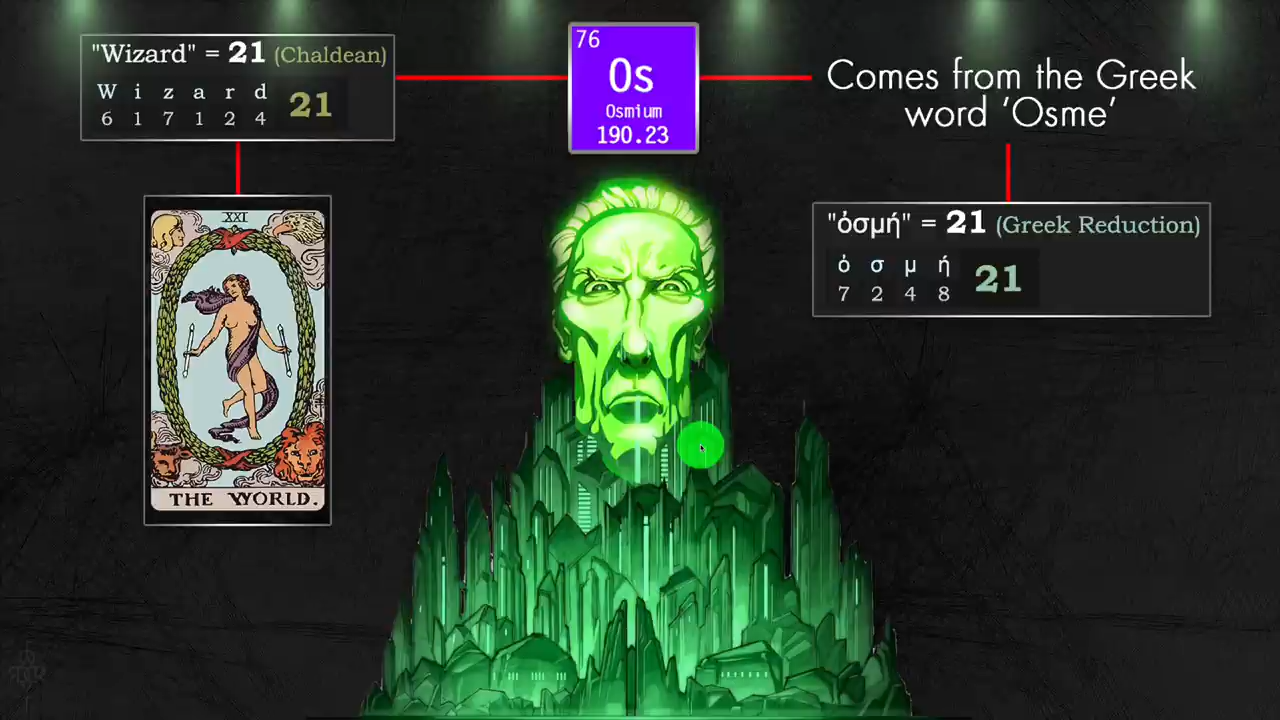 "Wizard" = 21 (Chaldean)
W i z a r d
6 1 7 1 2 4 21
76
Os
Osmium
190.23
Comes from the Greek
word 'Osme'
"ὀσμή" = 21 (Greek Reduction)
ὀ σ μ ή
7 2 4 8 21
XXI
THE WORLD.